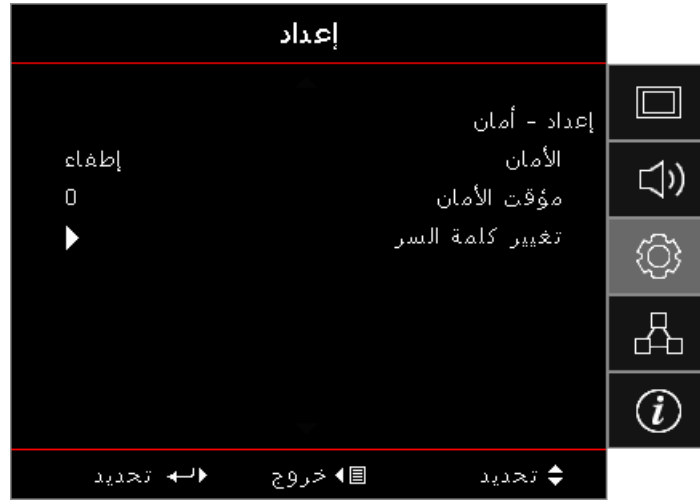 إعداد
إعداد - أمان
الأمان إطفاء
مؤقت الأمان 0
تغيير كلمة السر
تحديد خروج تحديد